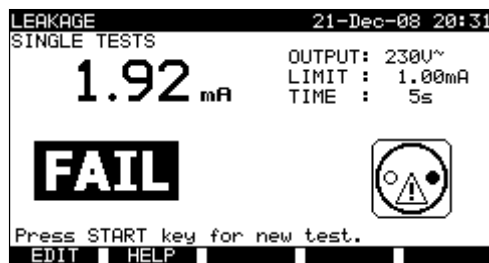 LEAKAGE 21-Dec-08 20:31
SINGLE TESTS
1.92 mA
OUTPUT: 230V~
LIMIT : 1.00mA
TIME : 5s
FAIL
Press START key for new test.
EDIT HELP